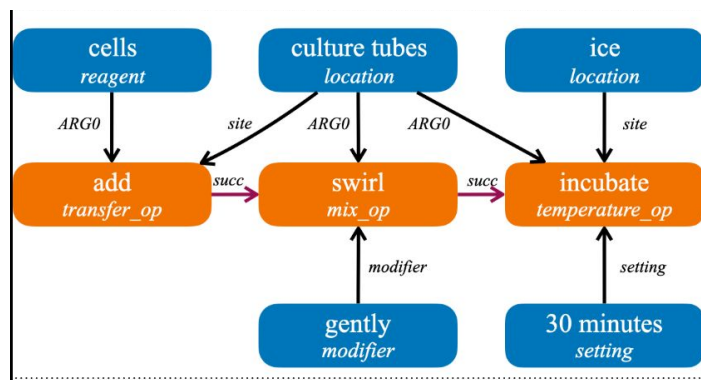 cells
reagent
culture tubes
location
ice
location
ARG0
site
ARG0
ARG0
site
add
transfer_op
succ
swirl
mix_op
succ
incubate
temperature_op
modifier
setting
gently
modifier
30 minutes
setting